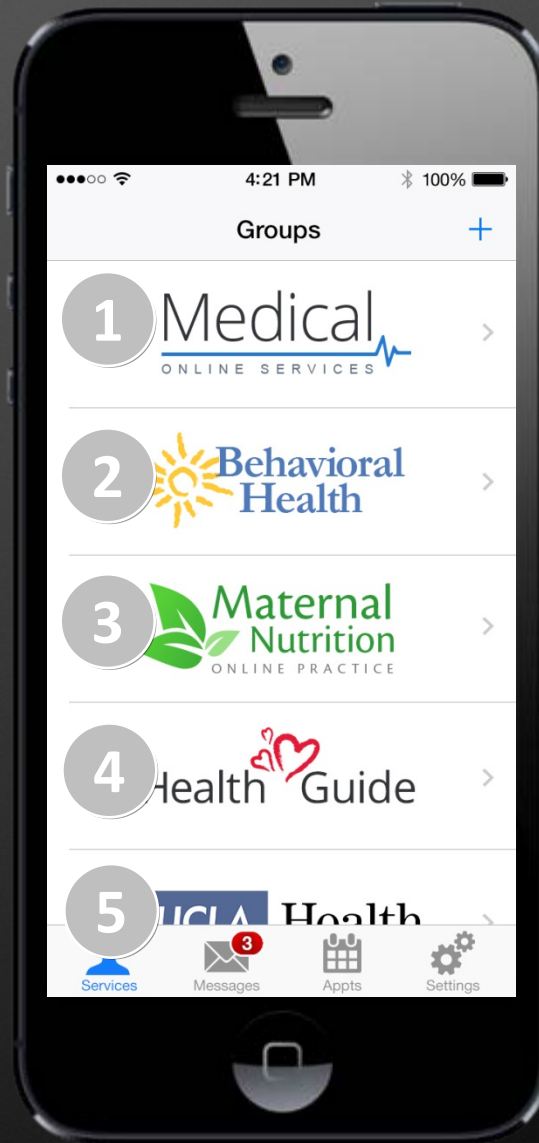 4:21 PM 100%
Groups +
1 Medical
ONLINE SERVICES
2 Behavioral
Health
3 Maternal
Nutrition
ONLINE PRACTICE
4 Health Guide
5 UCLA Health
3
Services Messages Appts Settings